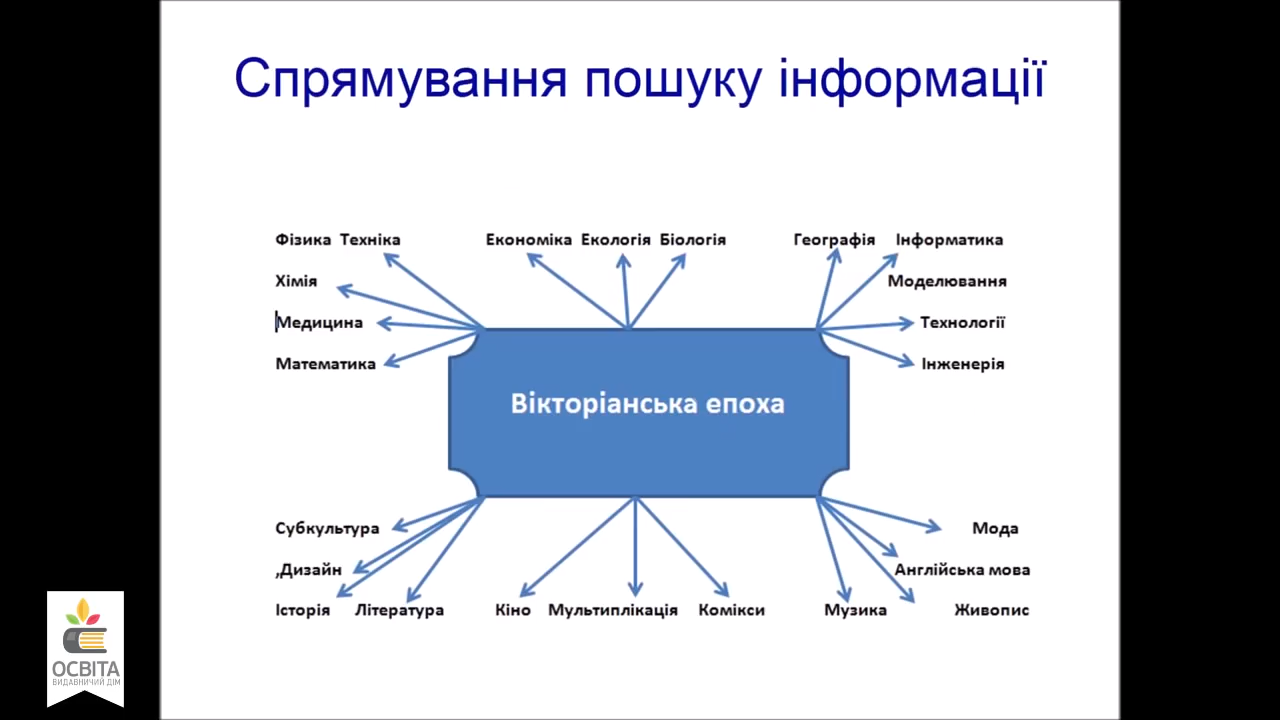 Спрямування пошуку інформації
Фізика Техніка Економіка Екологія Біологія Географія Інформатика
Хімія Моделювання
Медицина Технології
Математика Інженерія
Вікторіанська епоха
Субкультура Мода
,Дизайн Англійська мова
Історія Література Кіно Мультиплікація Комікси Музика Живопис
ОСВІТА
ВИДАВНИЧИЙ ДІМ